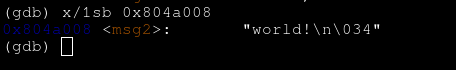 (gdb) x/1sb 0x804a008
0x804a008 <msg2>:        "world!\n\034"
(gdb)